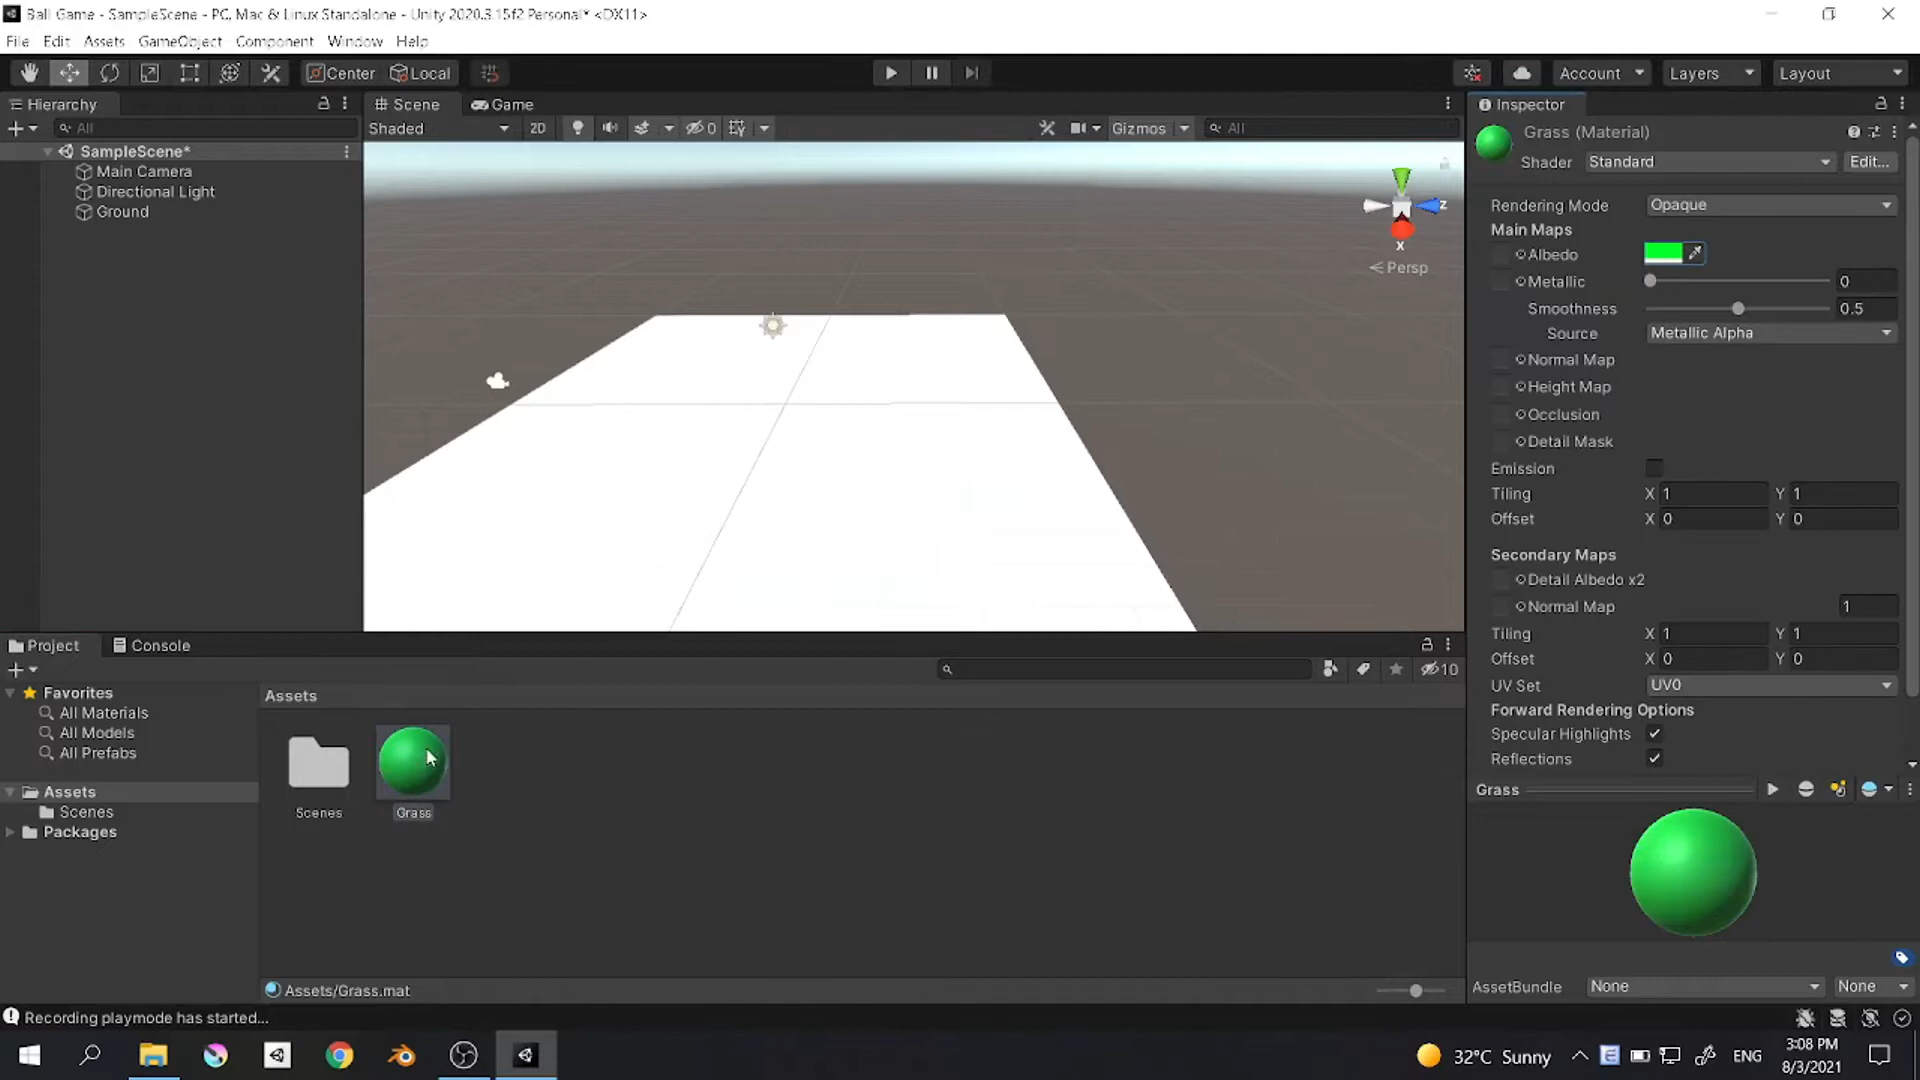 Ball Game - SampleScene - PC, Mac & Linux Standalone - Unity 2020.3.15f2 Personal* <DX11>
File Edit Assets GameObject Component Window Help
Center Local
Account Layers Layout
Hierarchy
All
SampleScene*
Main Camera
Directional Light
Ground
Scene Game
Shaded 2D 0 Gizmos All
z
x
Persp
Inspector
Grass (Material)
Shader Standard Edit...
Rendering Mode Opaque
Main Maps
Albedo
Metallic 0
Smoothness 0.5
Source Metallic Alpha
Normal Map
Height Map
Occlusion
Detail Mask
Emission
Tiling X 1 Y 1
Offset X 0 Y 0
Secondary Maps
Detail Albedo x2
Normal Map 1
Tiling X 1 Y 1
Offset X 0 Y 0
UV Set UV0
Forward Rendering Options
Specular Highlights
Reflections
Grass
AssetBundle None None
Project Console
10
Favorites
All Materials
All Models
All Prefabs
Assets
Scenes
Packages
Assets
Scenes Grass
Assets/Grass.mat
Recording playmode has started...
32°C Sunny ENG 3:08 PM
8/3/2021